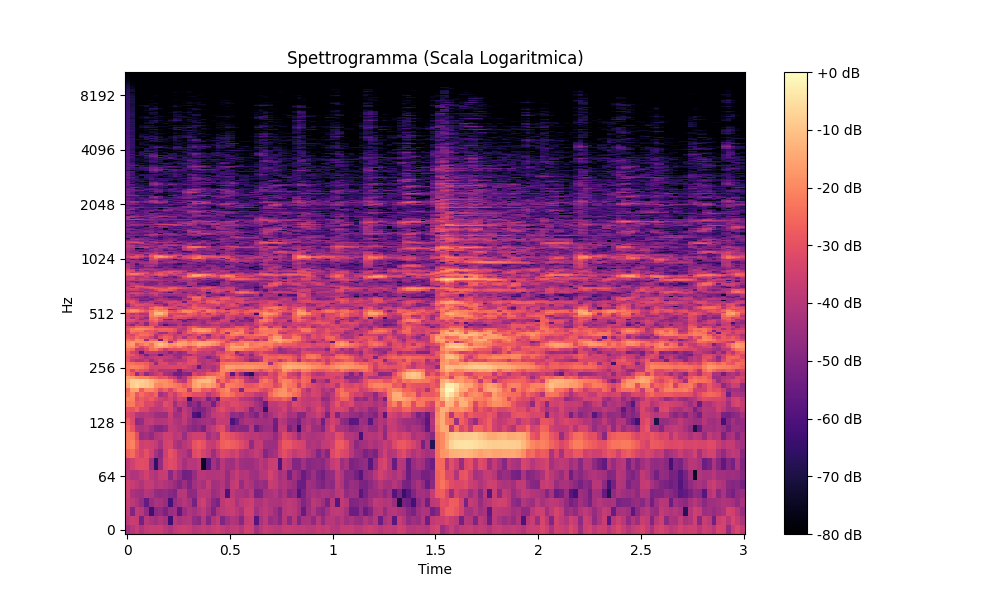 Spettrogramma (Scala Logaritmica)
Hz
8192
4096
2048
1024
512
256
128
64
0
0 0.5 1 1.5 2 2.5 3
Time
+0 dB
-10 dB
-20 dB
-30 dB
-40 dB
-50 dB
-60 dB
-70 dB
-80 dB